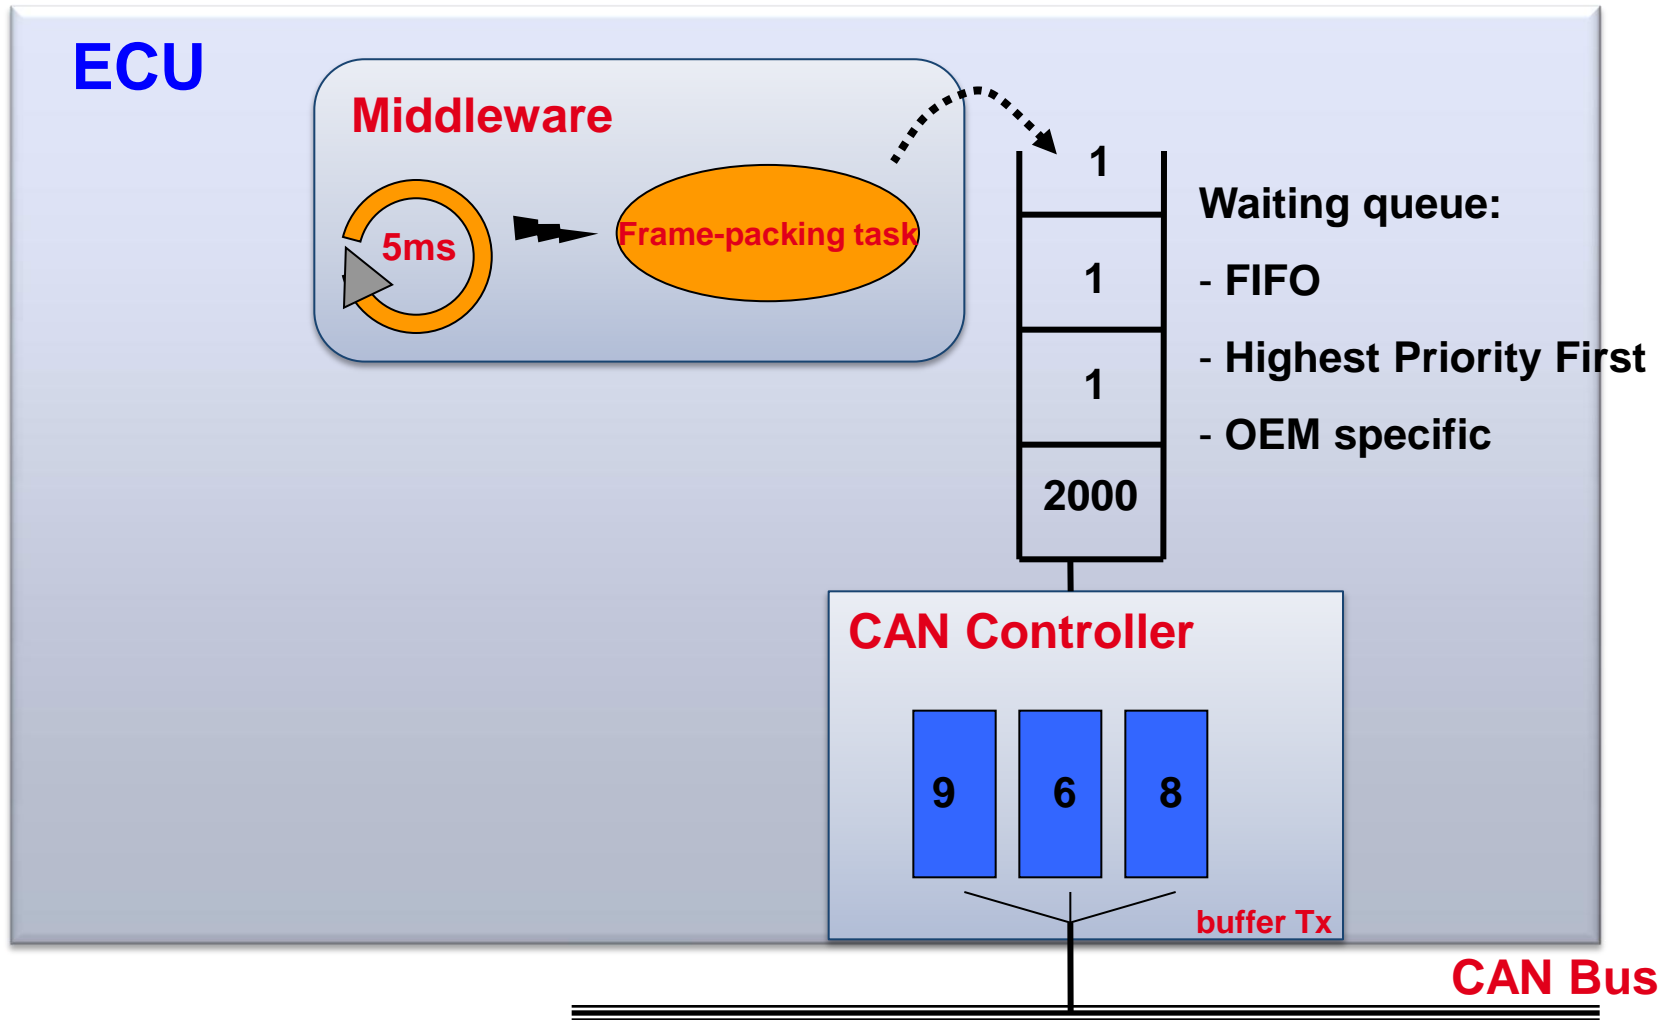 ECU
Middleware
5ms
Frame-packing task
1
1
1
2000
Waiting queue:
- FIFO
- Highest Priority First
- OEM specific
CAN Controller
9 6 8
buffer Tx
CAN Bus